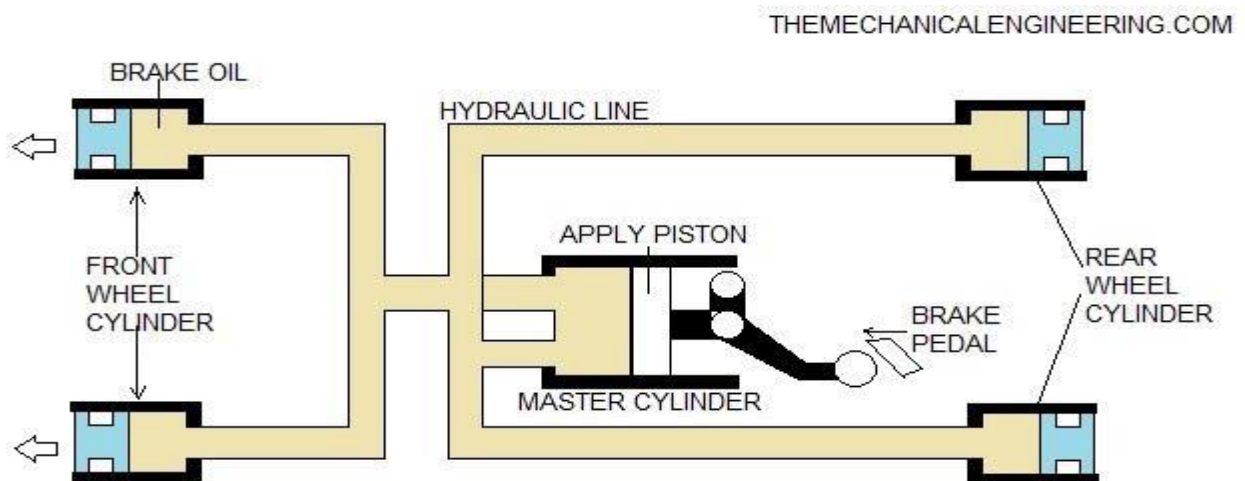 THEMECHANICALENGINEERING.COM
BRAKE OIL
HYDRAULIC LINE
APPLY PISTON
FRONT
WHEEL
CYLINDER
REAR
WHEEL
CYLINDER
BRAKE
PEDAL
MASTER CYLINDER